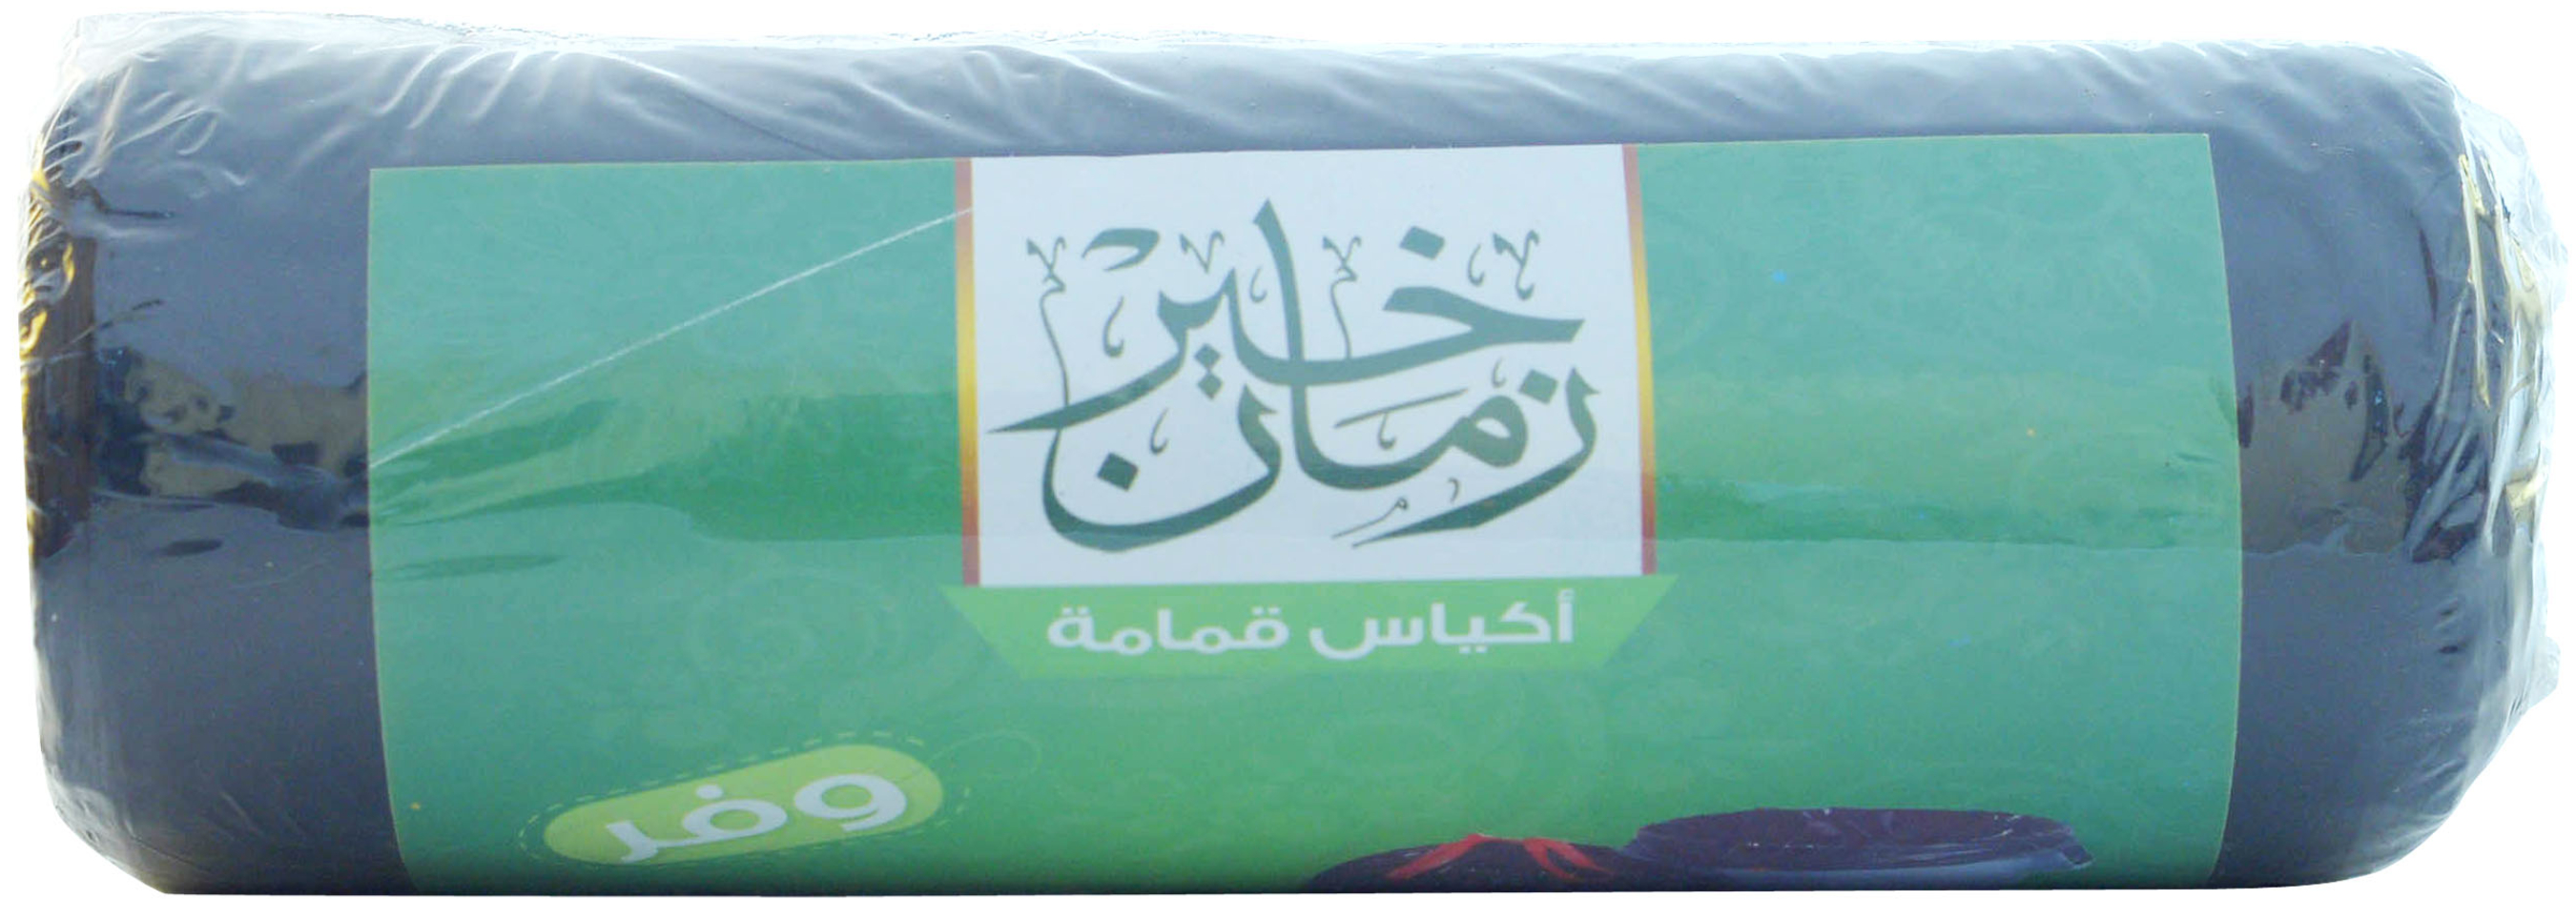 خير
زمان
أكياس قمامة
وفر